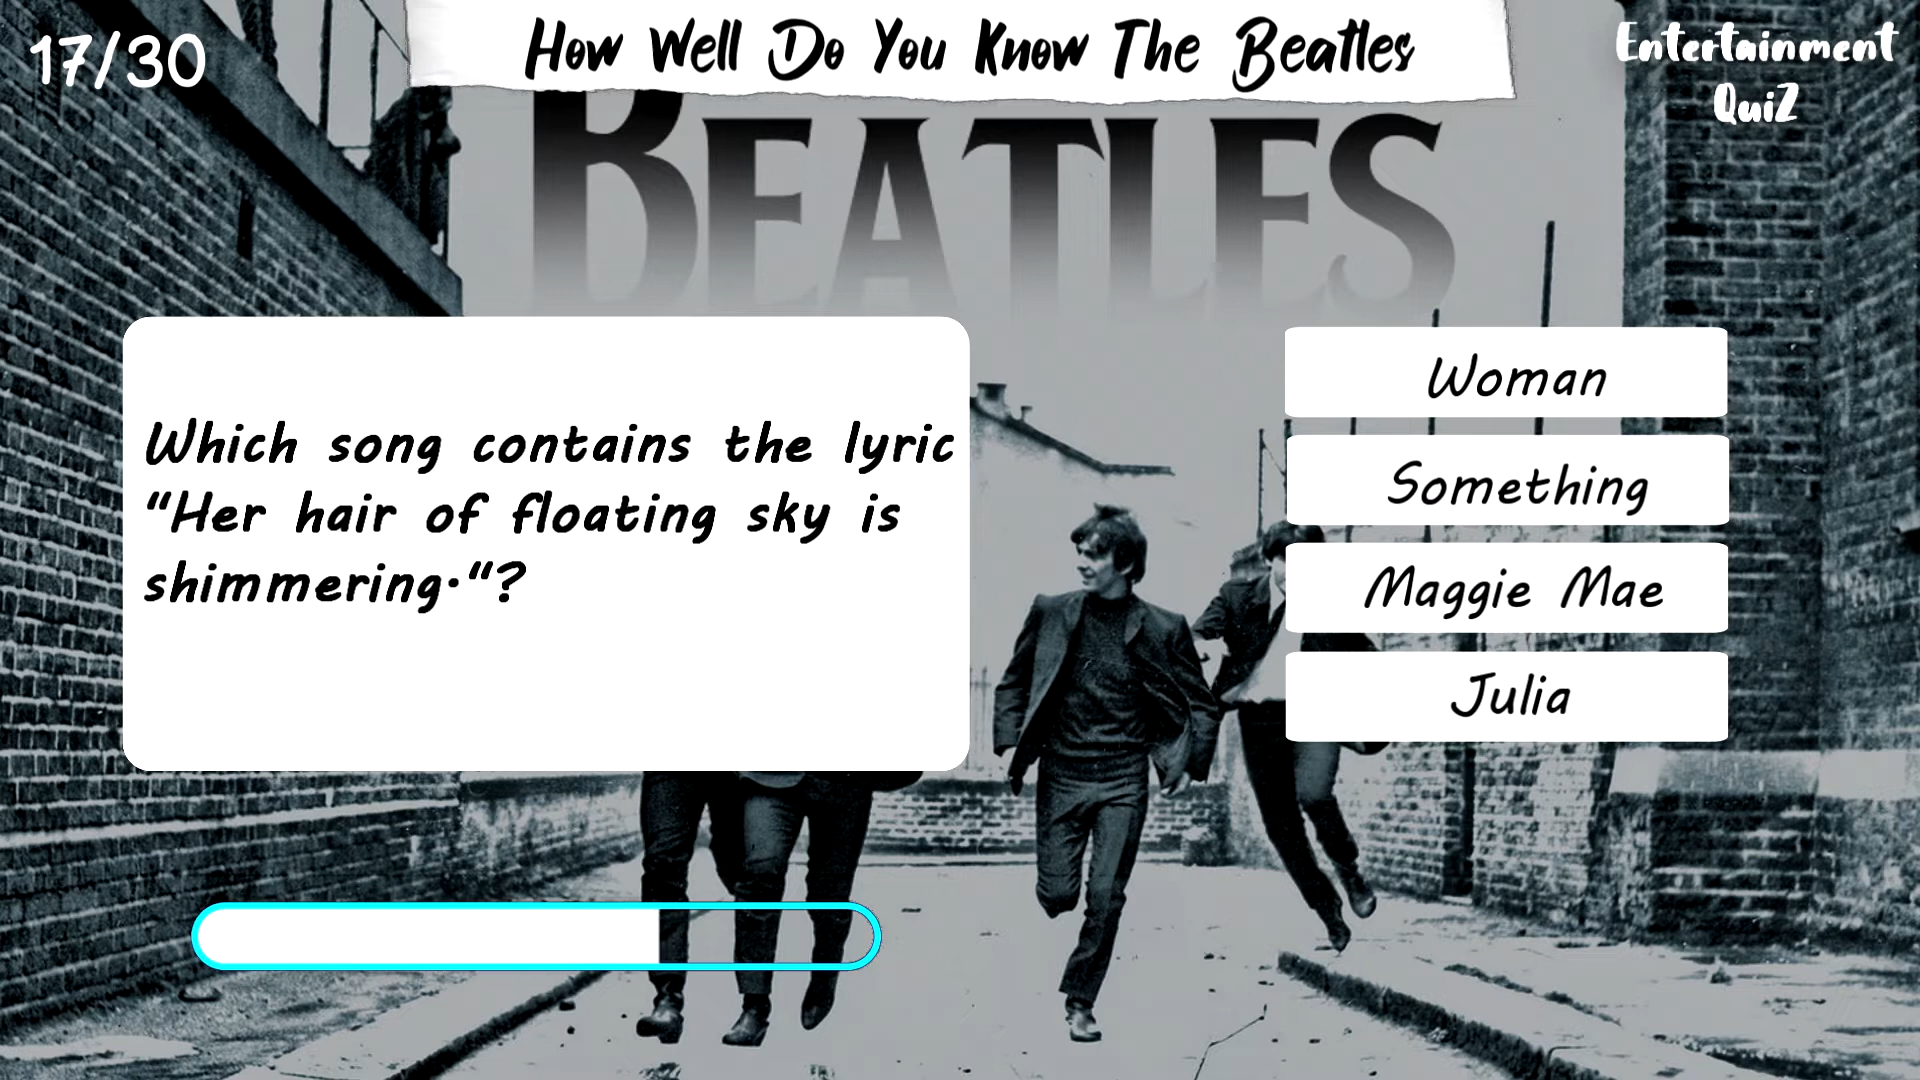 17/30
How Well Do You Know The Beatles
Entertainment
QuiZ
BEATLES
Which song contains the lyric
“Her hair of floating sky is
shimmering.“?
Woman
Something
Maggie Mae
Julia